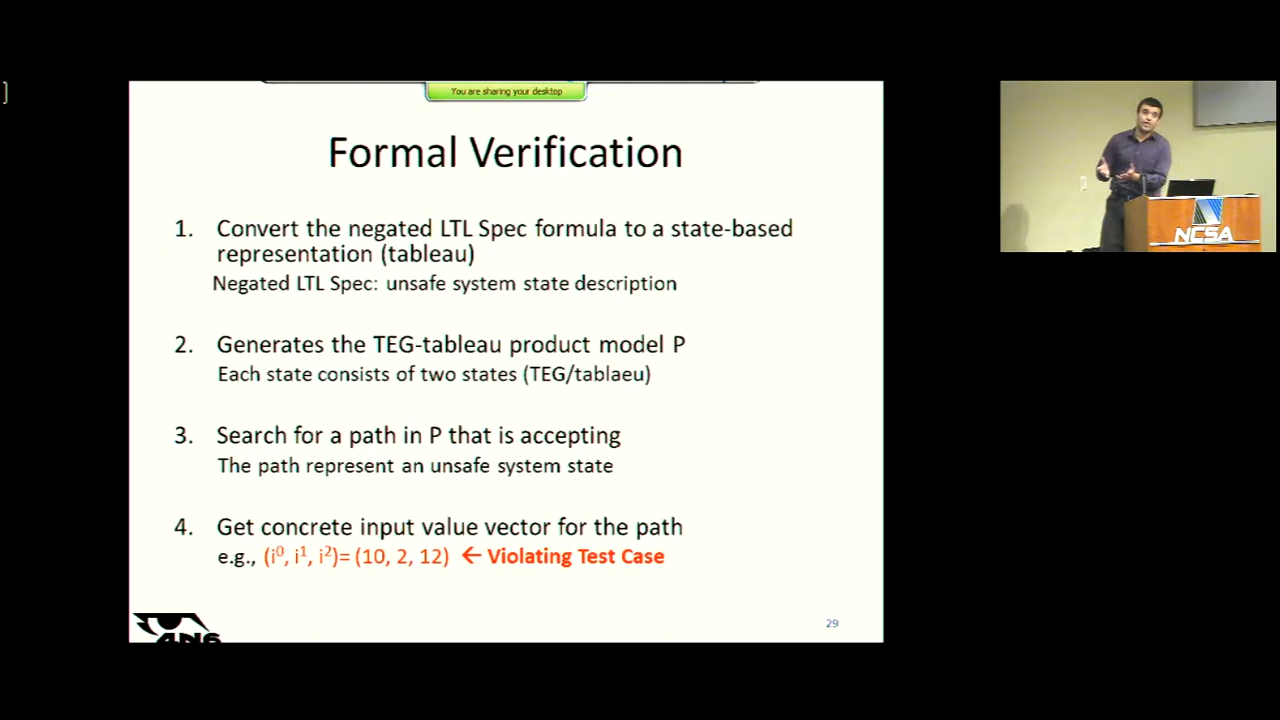 ]
You are sharing your desktop
Formal Verification
1. Convert the negated LTL Spec formula to a state-based
representation (tableau)
Negated LTL Spec: unsafe system state description
2. Generates the TEG-tableau product model P
Each state consists of two states (TEG/tablaeu)
3. Search for a path in P that is accepting
The path represent an unsafe system state
4. Get concrete input value vector for the path
e.g., (i⁰, i¹, i²)= (10, 2, 12) ← Violating Test Case
29
NCSA